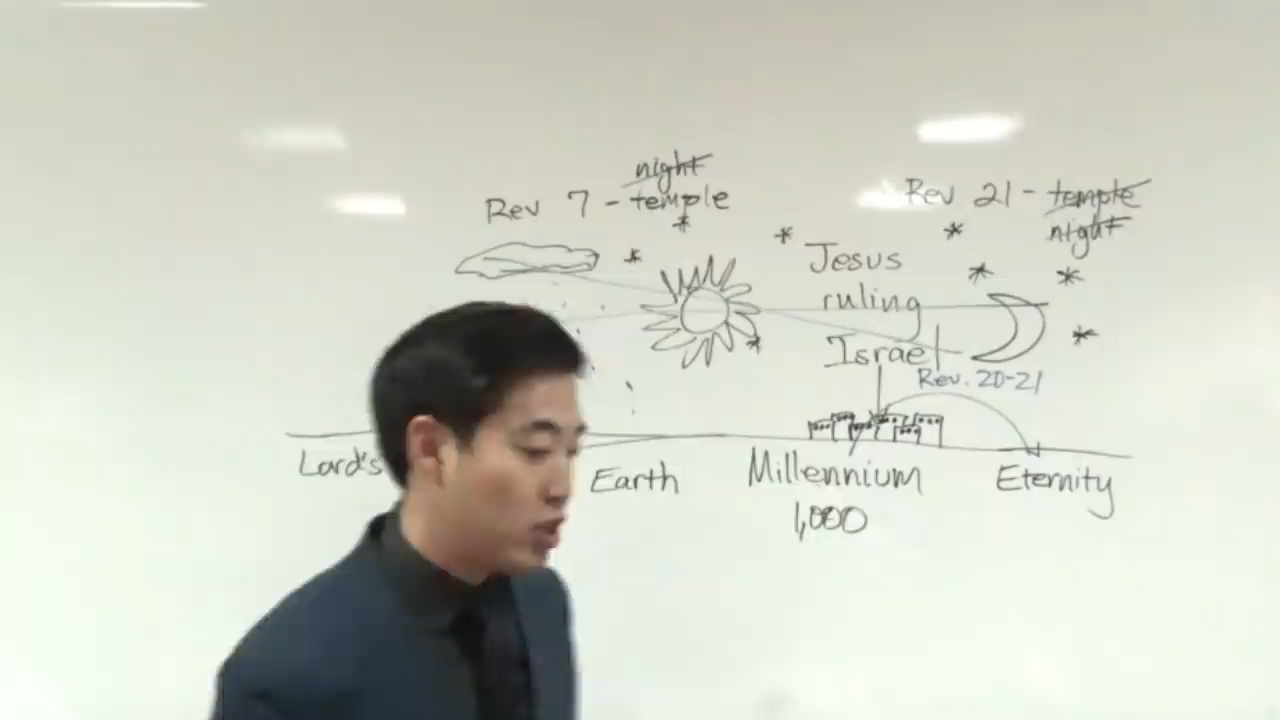 night
Rev 7 - temple
Rev 21 - temple
night
Jesus
ruling
Israel
Rev. 20-21
Lord's
Earth
Millennium
Eternity
1,000